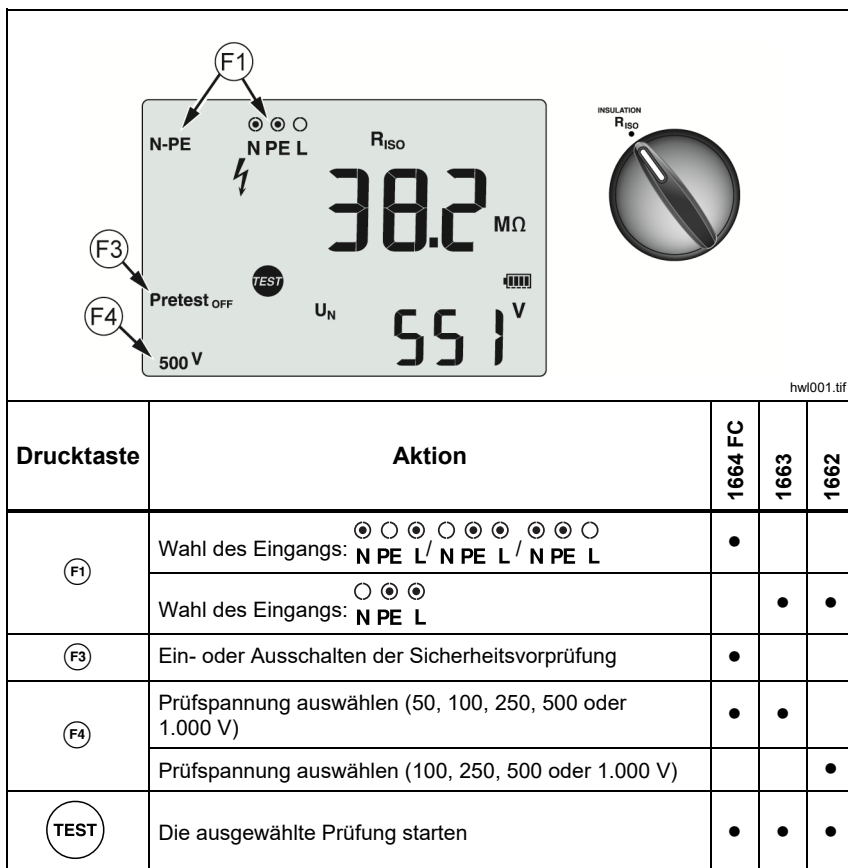 F1
N-PE
N PE L
RISO
38.2 MΩ
INSULATION
RISO
F3
TEST
Pretest OFF
F4
UN
551 V
500 V
hwl001.tif
Drucktaste Aktion 1664 FC 1663 1662
F1
Wahl des Eingangs: N PE L / N PE L / N PE L ●
Wahl des Eingangs: N PE L ● ●
F3 Ein- oder Ausschalten der Sicherheitsvorprüfung ●
F4
Prüfspannung auswählen (50, 100, 250, 500 oder
1.000 V) ● ●
Prüfspannung auswählen (100, 250, 500 oder 1.000 V) ●
TEST Die ausgewählte Prüfung starten ● ● ●